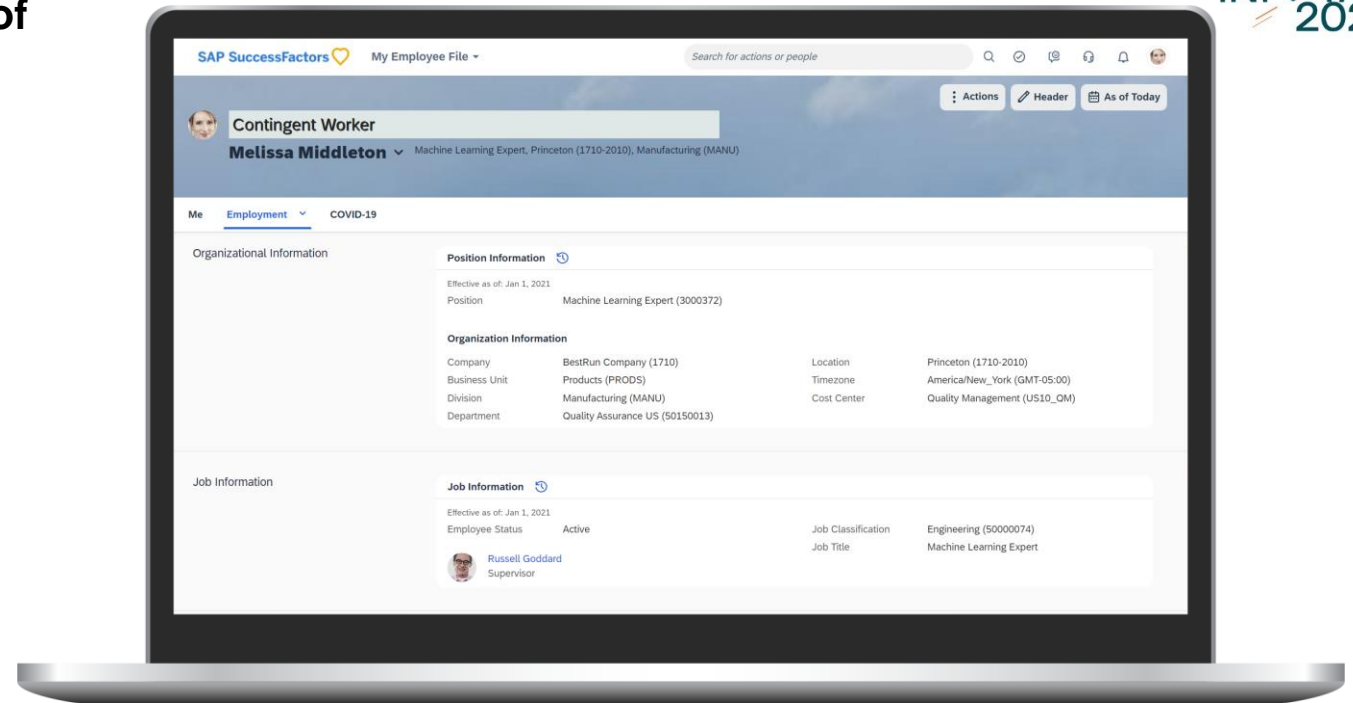 of
202
SAP SuccessFactors My Employee File
Search for actions or people
Actions Header As of Today
Contingent Worker
Melissa Middleton Machine Learning Expert, Princeton (1710-2010), Manufacturing (MANU)
Me Employment COVID-19
Organizational Information
Position Information
Effective as of: Jan 1, 2021
Position Machine Learning Expert (3000372)
Organization Information
Company BestRun Company (1710) Location Princeton (1710-2010)
Business Unit Products (PRODS) Timezone America/New_York (GMT-05:00)
Division Manufacturing (MANU) Cost Center Quality Management (US10_QM)
Department Quality Assurance US (50150013)
Job Information
Job Information
Effective as of: Jan 1, 2021
Employee Status Active Job Classification Engineering (50000074)
Job Title Machine Learning Expert
Russell Goddard
Supervisor